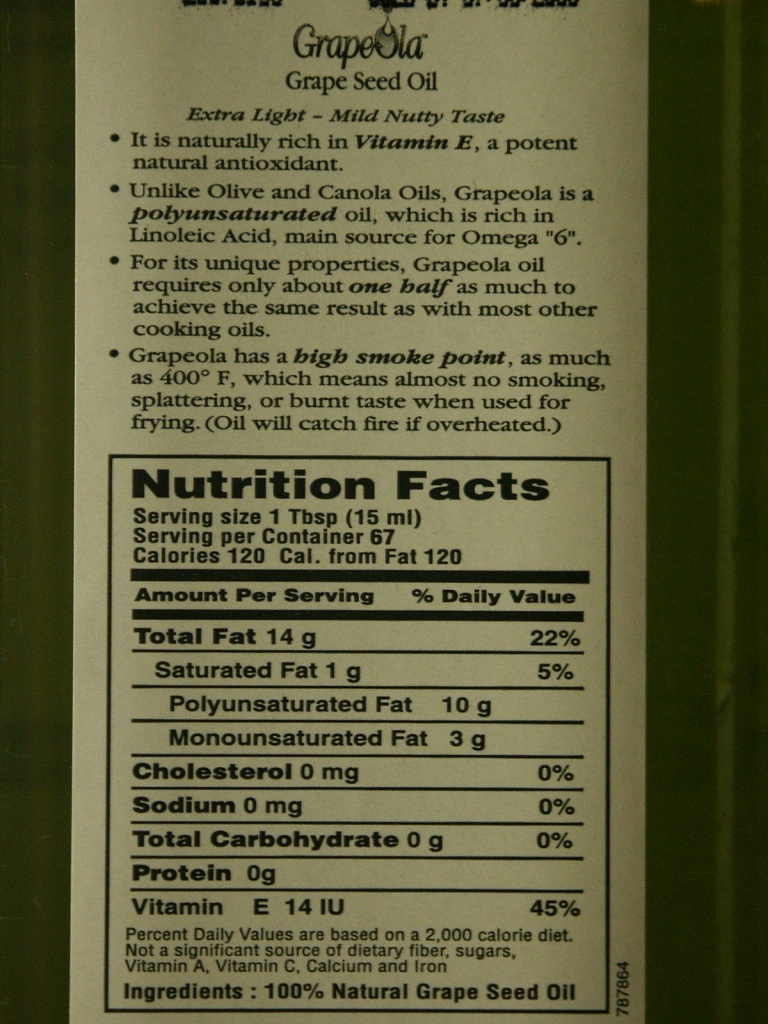 GrapeOla
Grape Seed Oil
Extra Light – Mild Nutty Taste
• It is naturally rich in Vitamin E, a potent
natural antioxidant.
• Unlike Olive and Canola Oils, Grapeola is a
polyunsaturated oil, which is rich in
Linoleic Acid, main source for Omega "6".
• For its unique properties, Grapeola oil
requires only about one half as much to
achieve the same result as with most other
cooking oils.
• Grapeola has a high smoke point, as much
as 400° F, which means almost no smoking,
splattering, or burnt taste when used for
frying. (Oil will catch fire if overheated.)
Nutrition Facts
Serving size 1 Tbsp (15 ml)
Serving per Container 67
Calories 120 Cal. from Fat 120
Amount Per Serving % Daily Value
Total Fat 14 g 22%
Saturated Fat 1 g 5%
Polyunsaturated Fat 10 g
Monounsaturated Fat 3 g
Cholesterol 0 mg 0%
Sodium 0 mg 0%
Total Carbohydrate 0 g 0%
Protein 0g
Vitamin E 14 IU 45%
Percent Daily Values are based on a 2,000 calorie diet.
Not a significant source of dietary fiber, sugars,
Vitamin A, Vitamin C, Calcium and Iron
Ingredients : 100% Natural Grape Seed Oil
787864